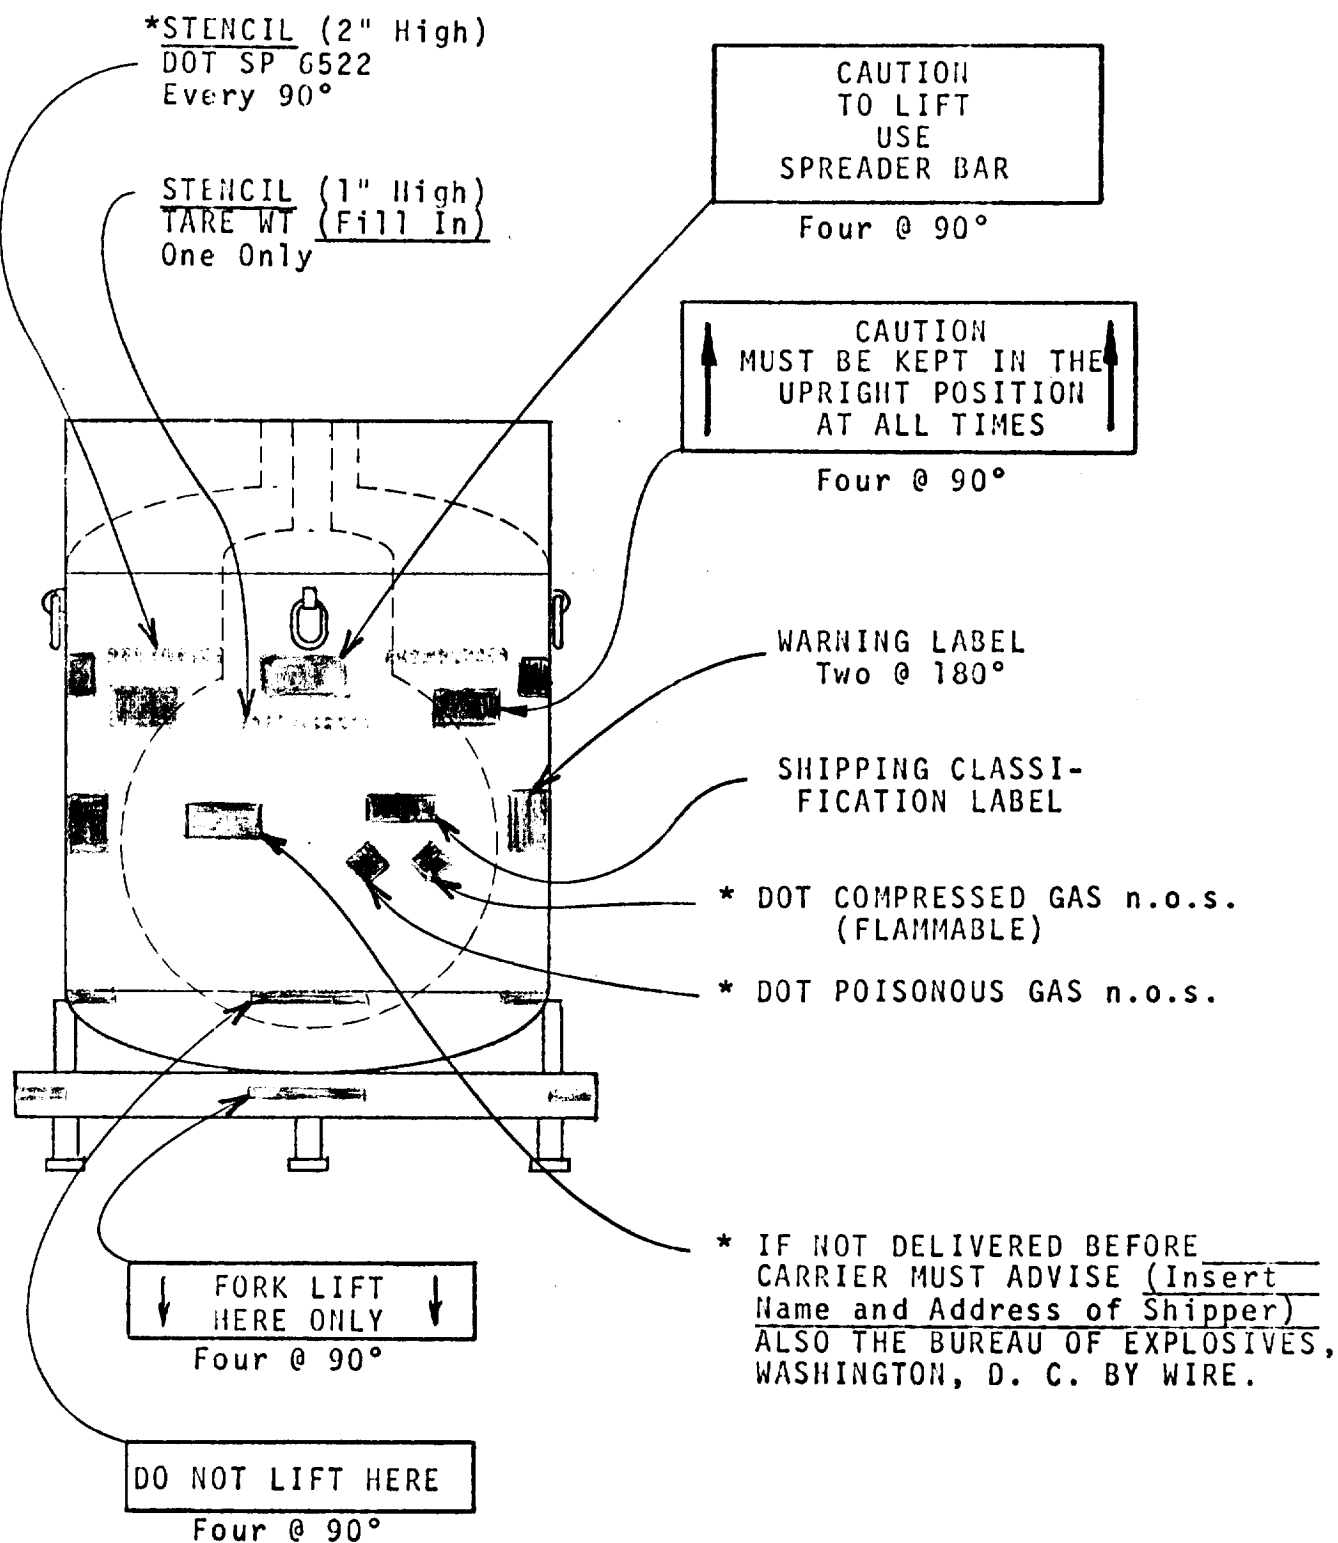 *STENCIL (2" High)
DOT SP 6522
Every 90°
STENCIL (1" High)
TARE WT (Fill In)
One Only
CAUTION
TO LIFT
USE
SPREADER BAR
Four @ 90°
CAUTION
MUST BE KEPT IN THE
UPRIGHT POSITION
AT ALL TIMES
Four @ 90°
WARNING LABEL
Two @ 180°
SHIPPING CLASSI-
FICATION LABEL
* DOT COMPRESSED GAS n.o.s.
(FLAMMABLE)
* DOT POISONOUS GAS n.o.s.
* IF NOT DELIVERED BEFORE______
CARRIER MUST ADVISE (Insert
Name and Address of Shipper)
ALSO THE BUREAU OF EXPLOSIVES,
WASHINGTON, D. C. BY WIRE.
FORK LIFT
HERE ONLY
Four @ 90°
DO NOT LIFT HERE
Four @ 90°